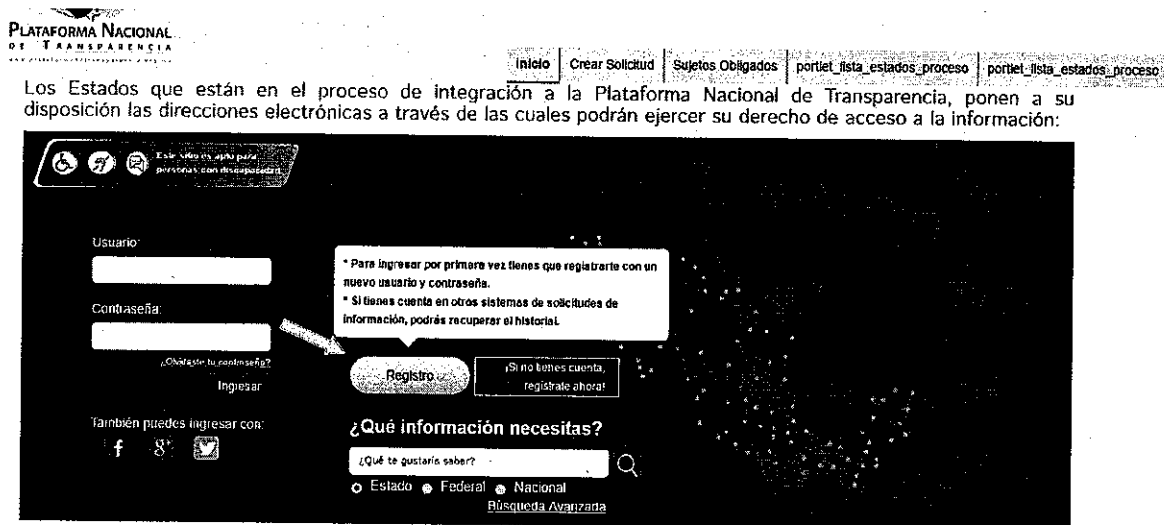 PLATAFORMA NACIONAL
DE TRANSPARENCIA
Inicio
Crear Solicitud
Sujetos Obligados
portlet_lista_estados_proceso
portlet_lista_estados_proceso
Los Estados que están en el proceso de integración a la Plataforma Nacional de Transparencia, ponen a su
disposición las direcciones electrónicas a través de las cuales podrán ejercer su derecho de acceso a la información:
Este sitio es apto para
personas con discapacidad
Usuario:
* Para ingresar por primera vez tienes que registrarte con un
nuevo usuario y contraseña.
* Si tienes cuenta en otros sistemas de solicitudes de
información, podrás recuperar el historial.
Contraseña:
¿Olvidaste tu contraseña?
Ingresar
Registro
¡Si no tienes cuenta,
regístrate ahora!
También puedes ingresar con:
f 8+
¿Qué información necesitas?
¿Qué te gustaría saber?
Estado Federal Nacional
Búsqueda Avanzada